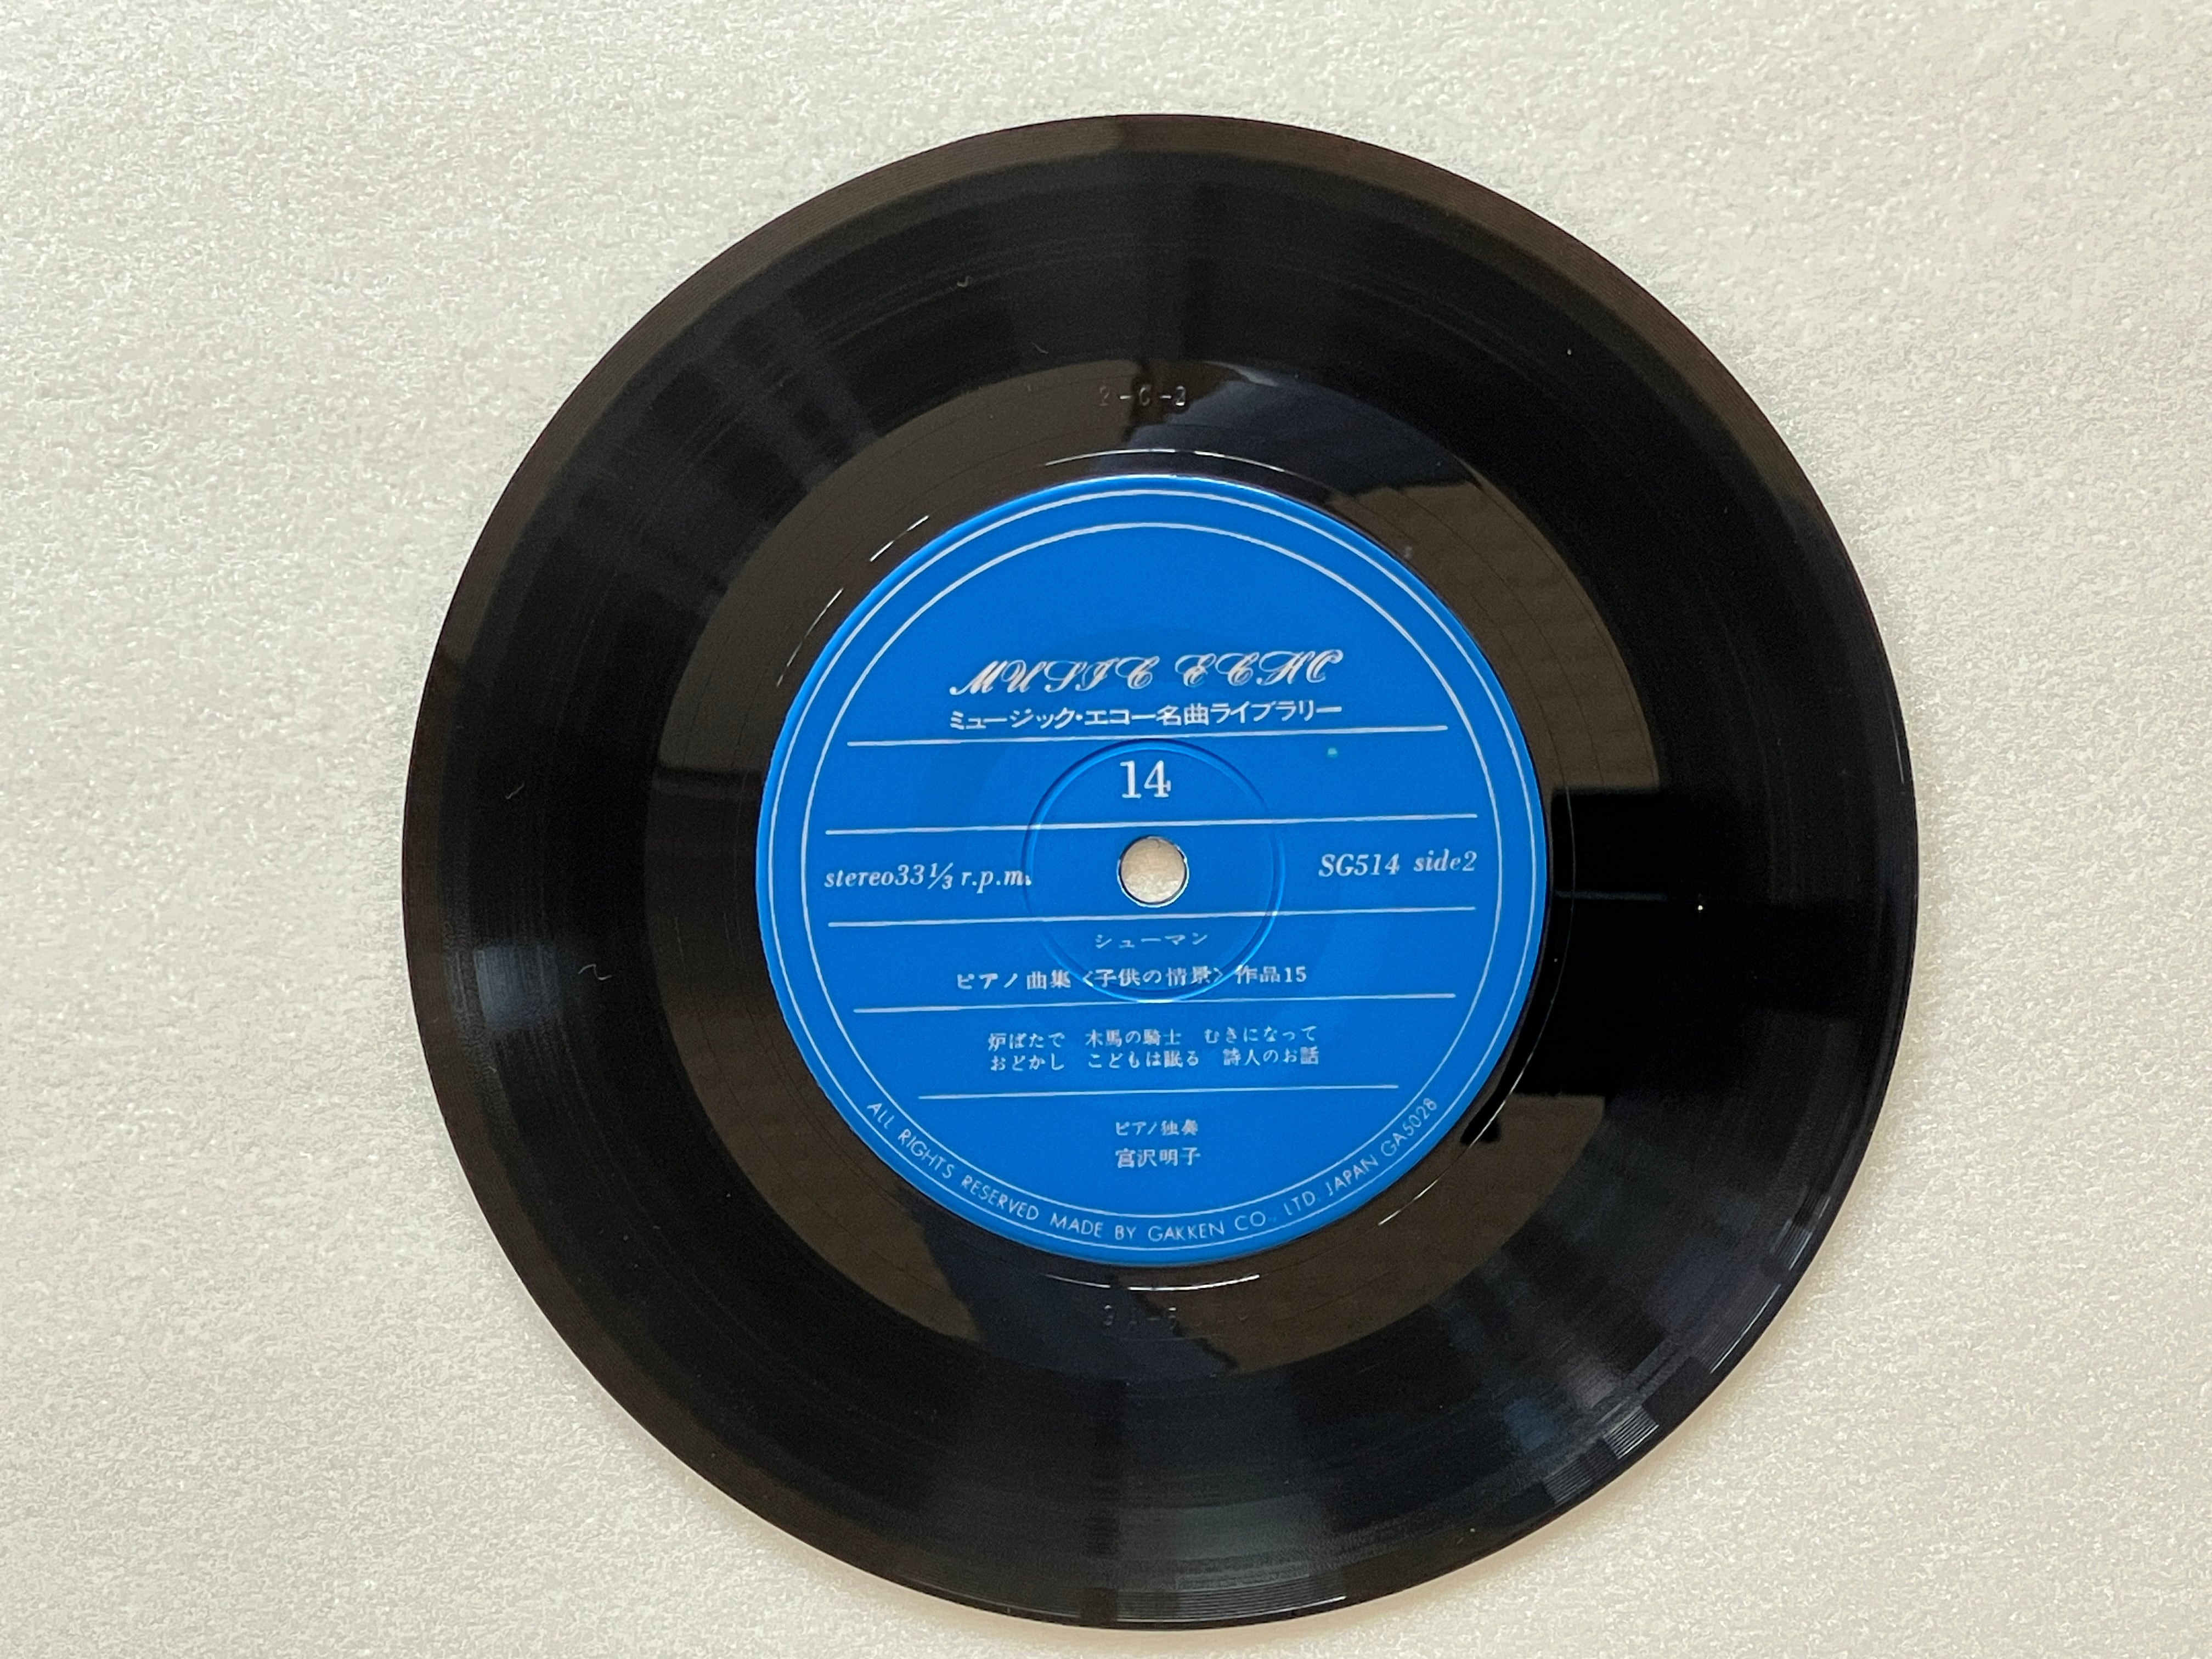 MUSIC ECHO
ミュージック・エコー名曲ライブラリー
14
stereo33⅓ r.p.m.
SG514 side2
シューマン
ピアノ曲集〈子供の情景〉作品15
炉ばたで 木馬の騎士 むきになって
おどかし こどもは眠る 詩人のお話
ピアノ独奏
宮沢明子
ALL RIGHTS RESERVED MADE BY GAKKEN CO., LTD. JAPAN GA5028